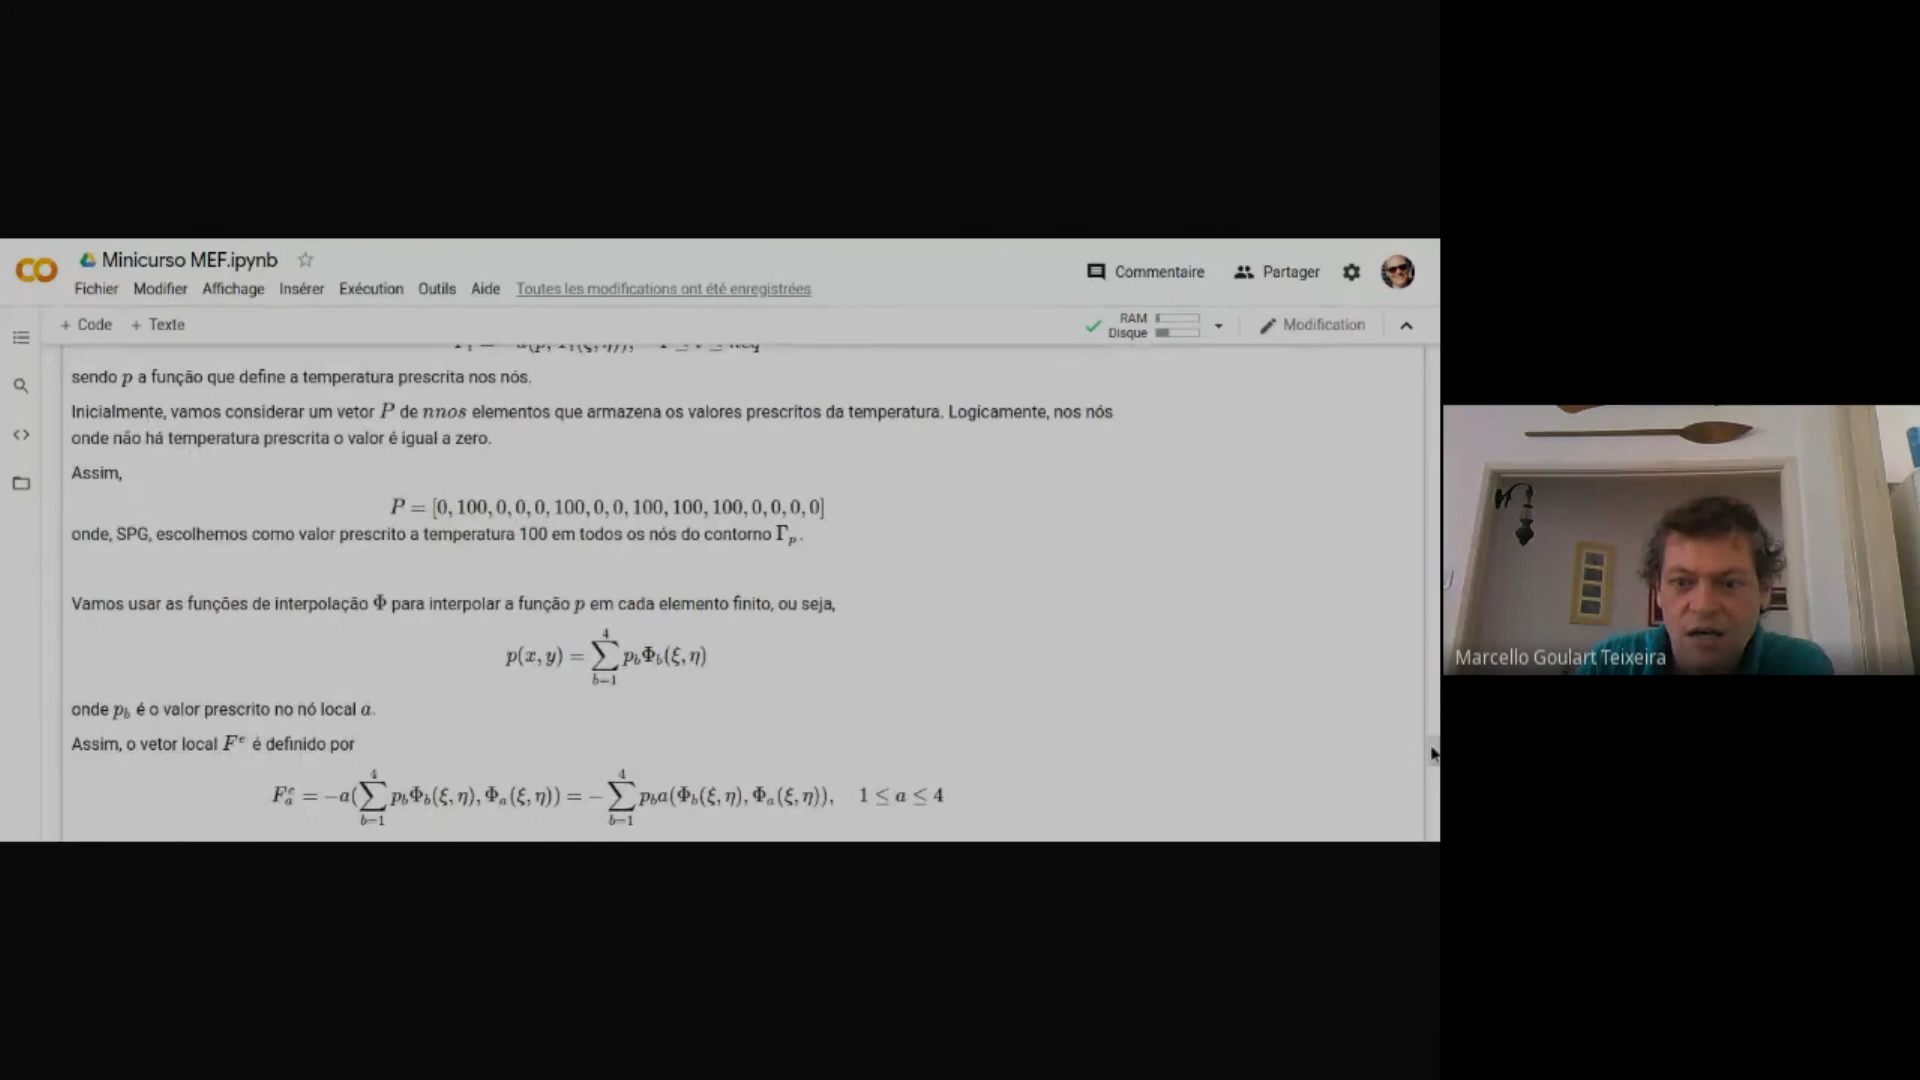 Minicurso MEF.ipynb
Commentaire
Partager
Fichier Modifier Affichage Insérer Exécution Outils Aide Toutes les modifications ont été enregistrées
+ Code + Texte
RAM
Disque
Modification
sendo p a função que define a temperatura prescrita nos nós.
Inicialmente, vamos considerar um vetor P de nnos elementos que armazena os valores prescritos da temperatura. Logicamente, nos nós
onde não há temperatura prescrita o valor é igual a zero.
Assim,
P = [0, 100, 0, 0, 0, 100, 0, 0, 100, 100, 100, 0, 0, 0, 0]
onde, SPG, escolhemos como valor prescrito a temperatura 100 em todos os nós do contorno Γ_p.
Vamos usar as funções de interpolação Φ para interpolar a função p em cada elemento finito, ou seja,
p(x, y) = ∑_{b=1}^{4} p_b Φ_b(ξ, η)
onde p_b é o valor prescrito no nó local a.
Assim, o vetor local F^e é definido por
F_a^e = −a(∑_{b=1}^{4} p_b Φ_b(ξ, η), Φ_a(ξ, η)) = − ∑_{b=1}^{4} p_b a(Φ_b(ξ, η), Φ_a(ξ, η)), 1 ≤ a ≤ 4
Marcello Goulart Teixeira